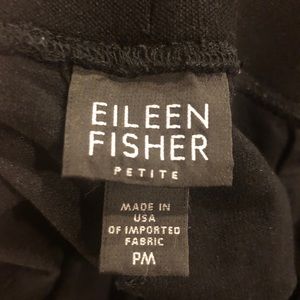 EILEEN
FISHER
PETITE
MADE IN
USA
OF IMPORTED
FABRIC
PM